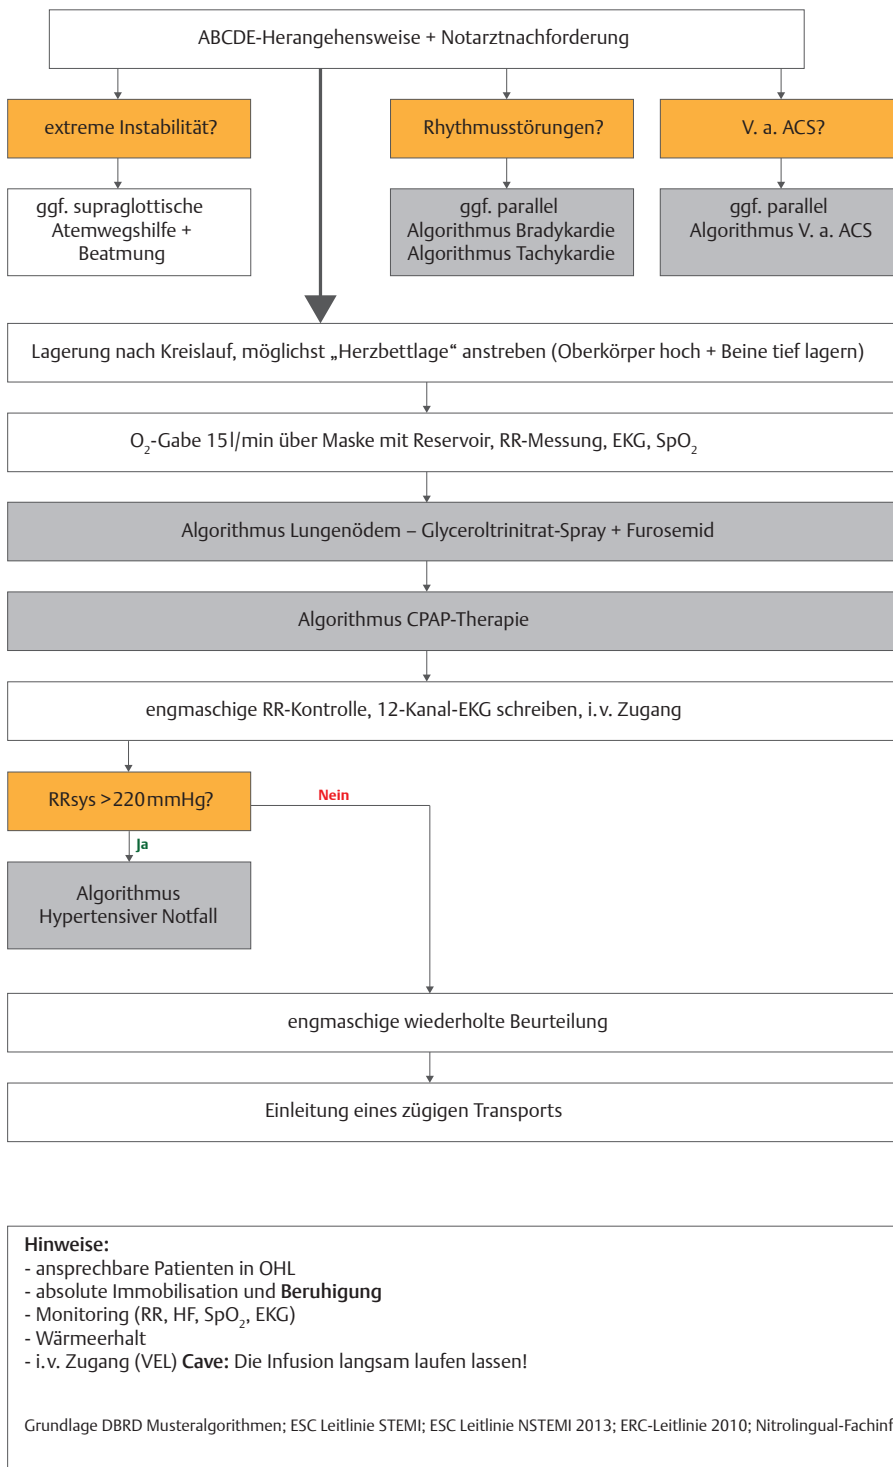 ABCDE-Herangehensweise + Notarztnachforderung
extreme Instabilität?
Rhythmusstörungen?
V. a. ACS?
ggf. supraglottische
Atemwegshilfe +
Beatmung
ggf. parallel
Algorithmus Bradykardie
Algorithmus Tachykardie
ggf. parallel
Algorithmus V. a. ACS
Lagerung nach Kreislauf, möglichst „Herzbettlage“ anstreben (Oberkörper hoch + Beine tief lagern)
O₂-Gabe 15 l/min über Maske mit Reservoir, RR-Messung, EKG, SpO₂
Algorithmus Lungenödem – Glyceroltrinitrat-Spray + Furosemid
Algorithmus CPAP-Therapie
engmaschige RR-Kontrolle, 12-Kanal-EKG schreiben, i. v. Zugang
RRsys > 220 mmHg?
Nein
Ja
Algorithmus
Hypertensiver Notfall
engmaschige wiederholte Beurteilung
Einleitung eines zügigen Transports
Hinweise:
- ansprechbare Patienten in OHL
- absolute Immobilisation und Beruhigung
- Monitoring (RR, HF, SpO₂, EKG)
- Wärmeerhalt
- i. v. Zugang (VEL) Cave: Die Infusion langsam laufen lassen!
Grundlage DBRD Musteralgorithmen; ESC Leitlinie STEMI; ESC Leitlinie NSTEMI 2013; ERC-Leitlinie 2010; Nitrolingual-Fachinf